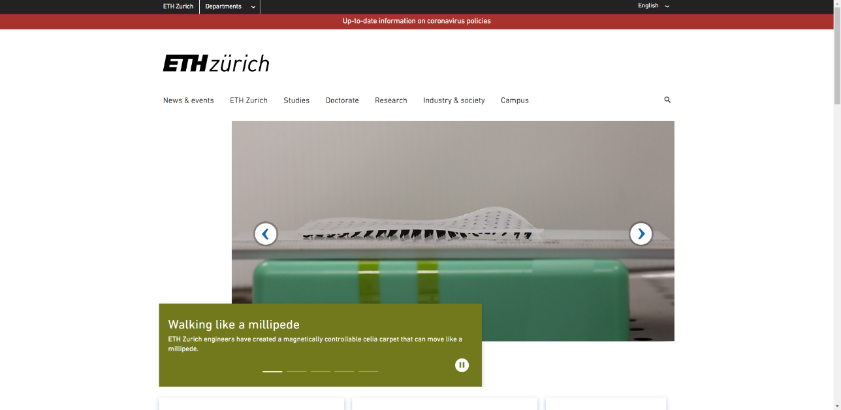 ETH Zurich
Departments
English
Up-to-date information on coronavirus policies
ETH zürich
News & events
ETH Zurich
Studies
Doctorate
Research
Industry & society
Campus
Walking like a millipede
ETH Zurich engineers have created a magnetically controllable cilia carpet that can move like a
millipede.